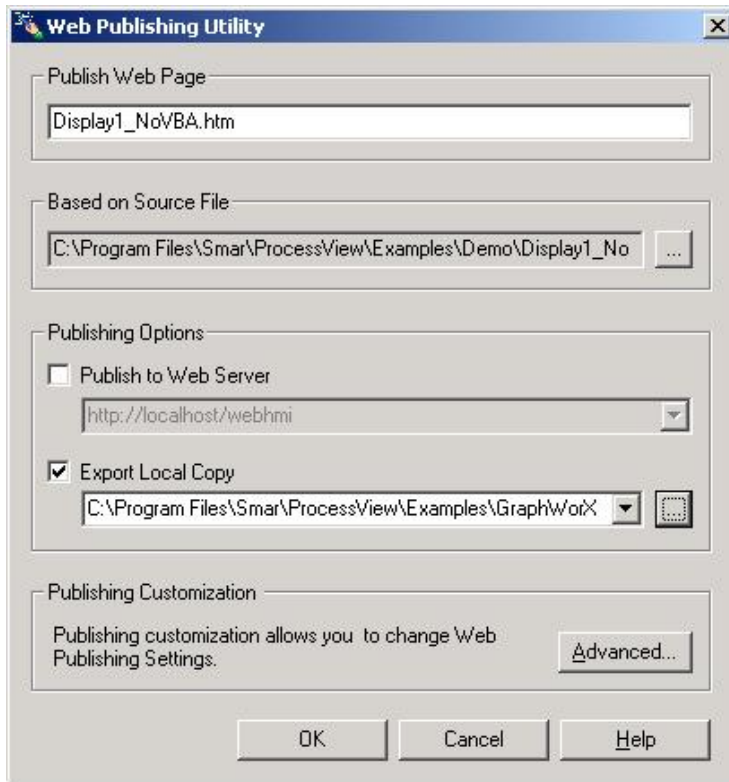 Web Publishing Utility
Publish Web Page
Display1_NoVBA.htm
Based on Source File
C:\Program Files\Smar\ProcessView\Examples\Demo\Display1_No
...
Publishing Options
Publish to Web Server
http://localhost/webhmi
Export Local Copy
C:\Program Files\Smar\ProcessView\Examples\GraphWorX
...
Publishing Customization
Publishing customization allows you to change Web
Publishing Settings.
Advanced...
OK Cancel Help